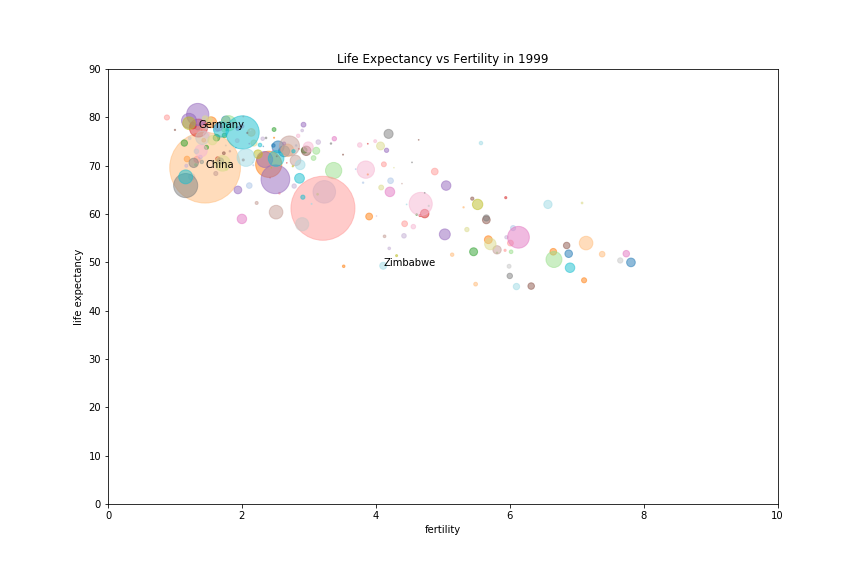 Life Expectancy vs Fertility in 1999
90
80
70
60
50
40
30
20
10
0
life expectancy
Germany
China
Zimbabwe
0 2 4 6 8 10
fertility